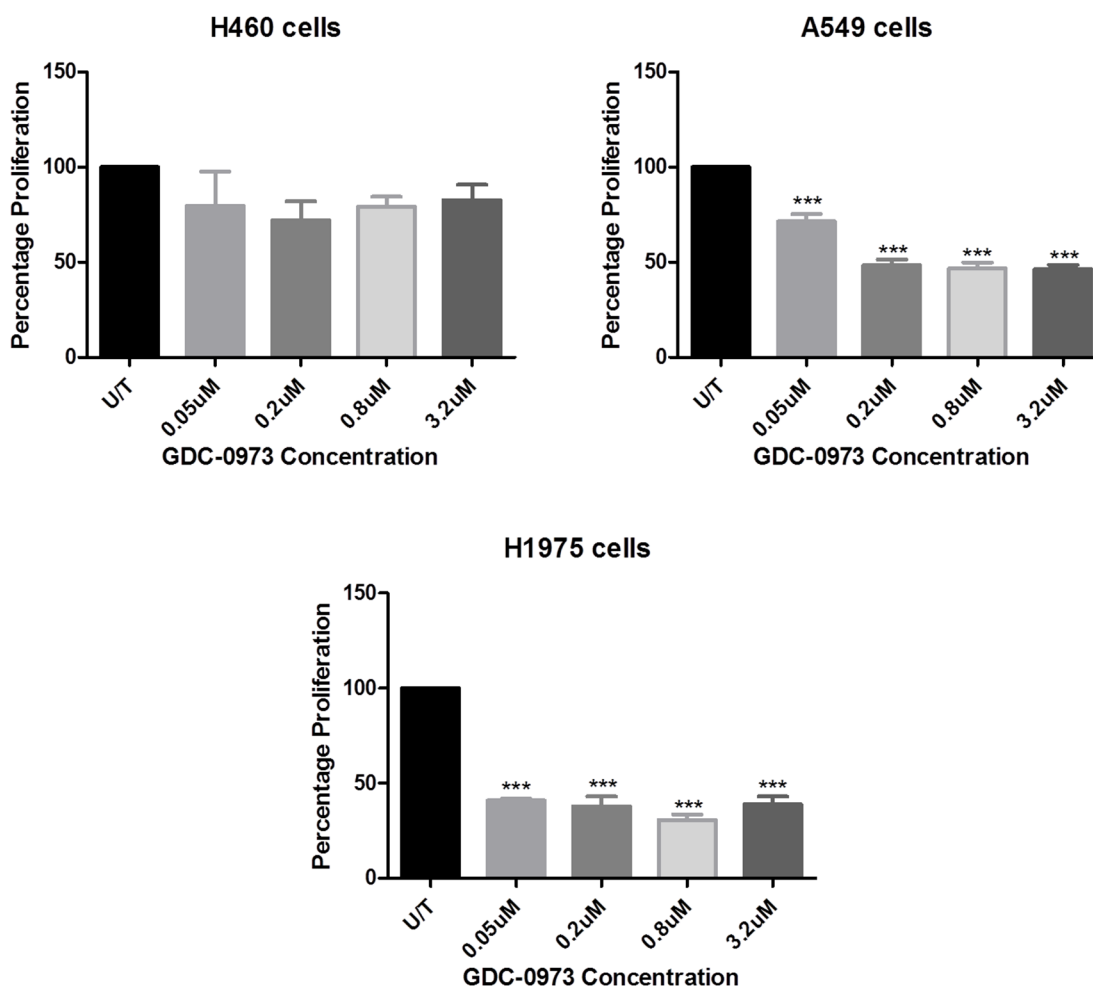 H460 cells
Percentage Proliferation
150
100
50
0
U/T
0.05uM
0.2uM
0.8uM
3.2uM
GDC-0973 Concentration
A549 cells
Percentage Proliferation
150
100
50
0
***
***
***
***
U/T
0.05uM
0.2uM
0.8uM
3.2uM
GDC-0973 Concentration
H1975 cells
Percentage Proliferation
150
100
50
0
***
***
***
***
U/T
0.05uM
0.2uM
0.8uM
3.2uM
GDC-0973 Concentration